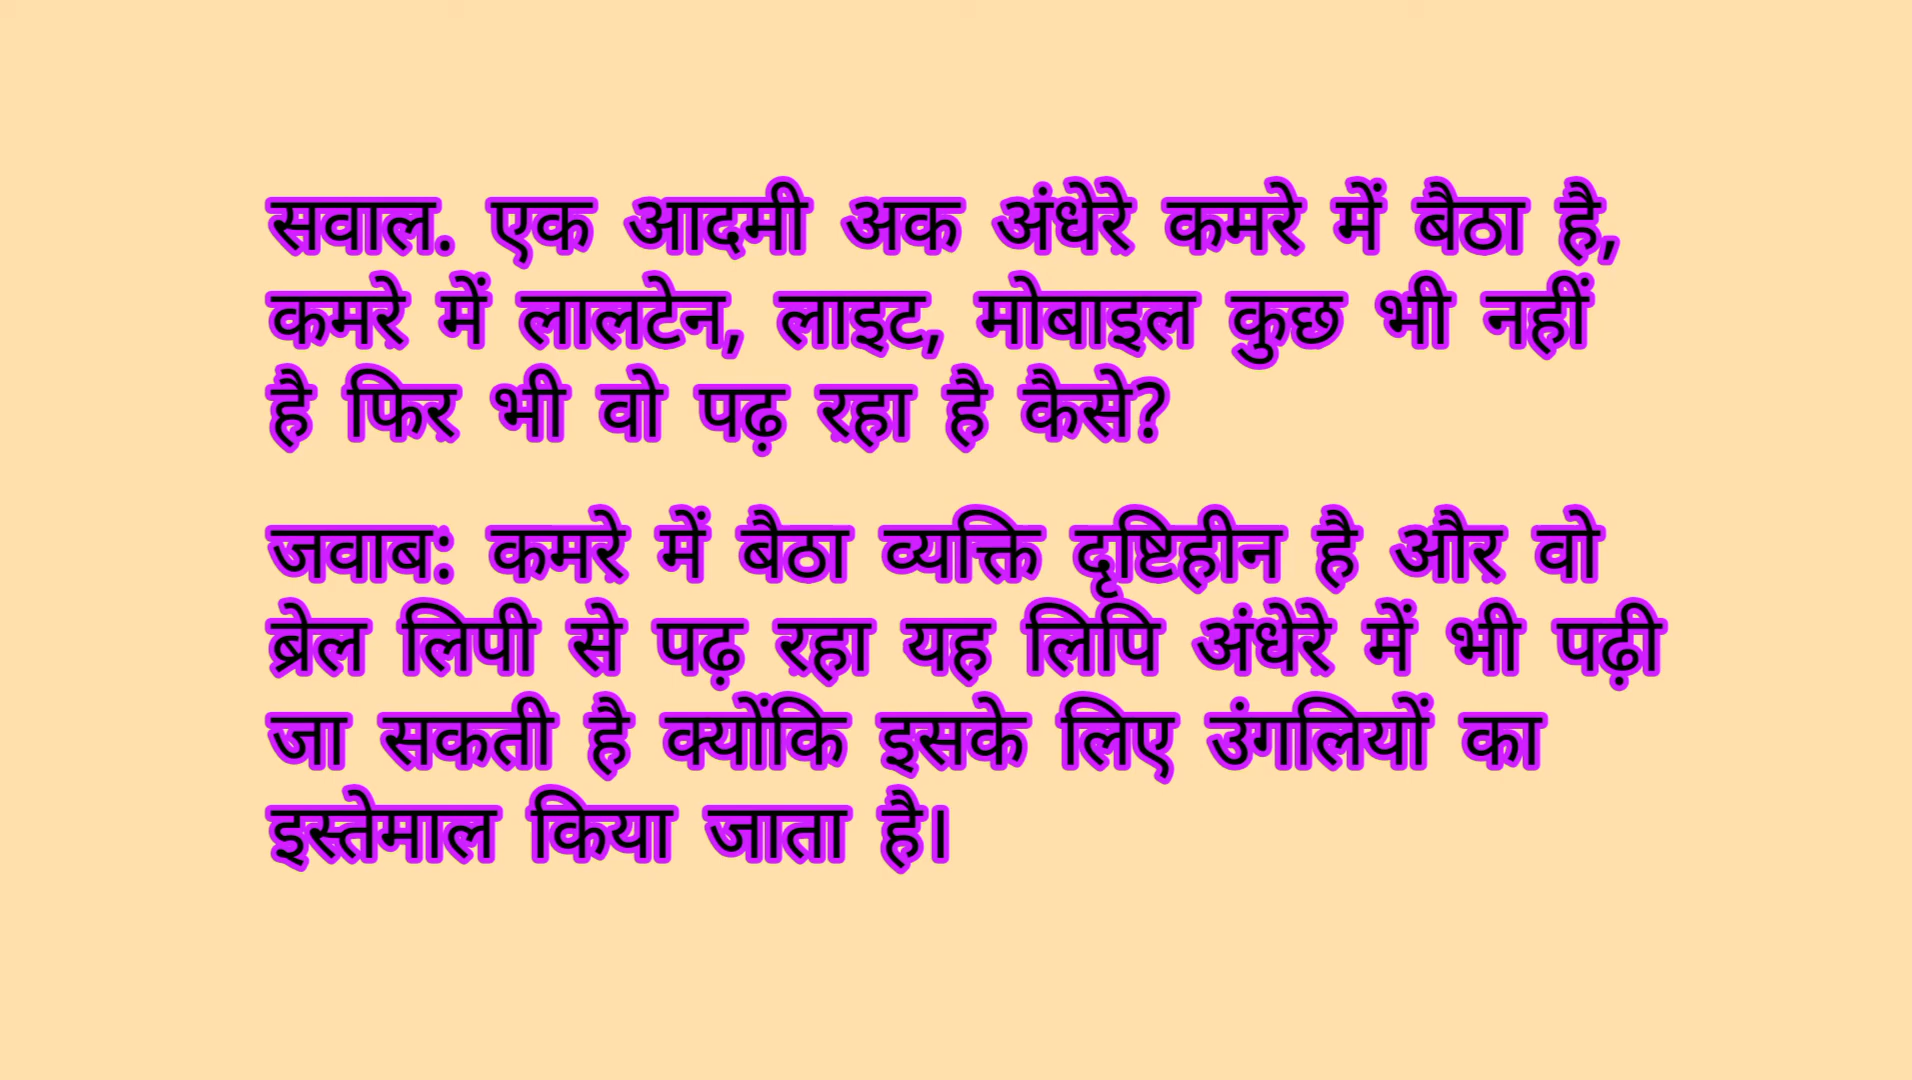 सवाल. एक आदमी अक अंधेरे कमरे में बैठा है,
कमरे में लालटेन, लाइट, मोबाइल कुछ भी नहीं
है फिर भी वो पढ़ रहा है कैसे?
जवाब: कमरे में बैठा व्यक्ति दृष्टिहीन है और वो
ब्रेल लिपी से पढ़ रहा यह लिपि अंधेरे में भी पढ़ी
जा सकती है क्योंकि इसके लिए उंगलियों का
इस्तेमाल किया जाता है।